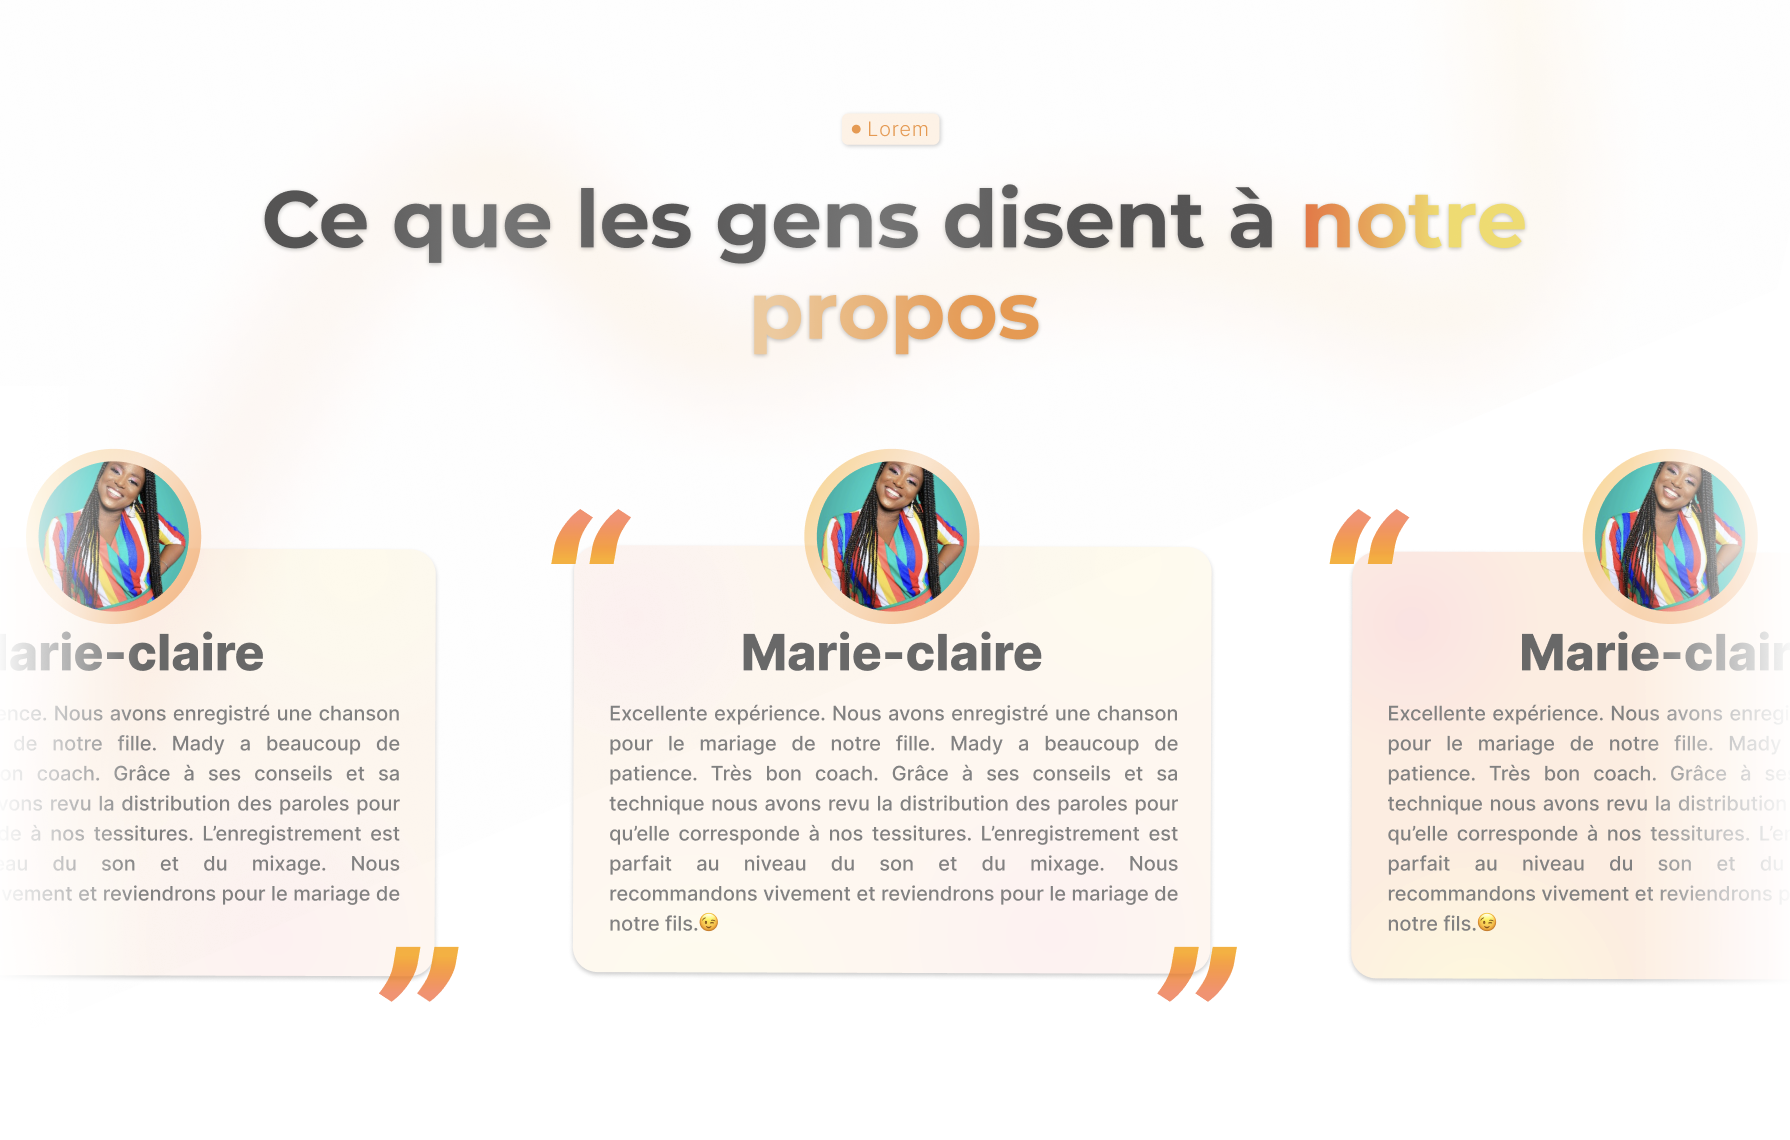 Lorem
Ce que les gens disent à notre
propos
arie-claire
ence. Nous avons enregistré une chanson
de notre fille. Mady a beaucoup de
on coach. Grâce à ses conseils et sa
vons revu la distribution des paroles pour
de à nos tessitures. L’enregistrement est
eau du son et du mixage. Nous
vement et reviendrons pour le mariage de
”
“
Marie-claire
Excellente expérience. Nous avons enregistré une chanson
pour le mariage de notre fille. Mady a beaucoup de
patience. Très bon coach. Grâce à ses conseils et sa
technique nous avons revu la distribution des paroles pour
qu’elle corresponde à nos tessitures. L’enregistrement est
parfait au niveau du son et du mixage. Nous
recommandons vivement et reviendrons pour le mariage de
notre fils.😉
”
“
Marie-clair
Excellente expérience. Nous avons enregi
pour le mariage de notre fille. Mady
patience. Très bon coach. Grâce à se
technique nous avons revu la distribution
qu’elle corresponde à nos tessitures. L’e
parfait au niveau du son et du
recommandons vivement et reviendrons p
notre fils.😉